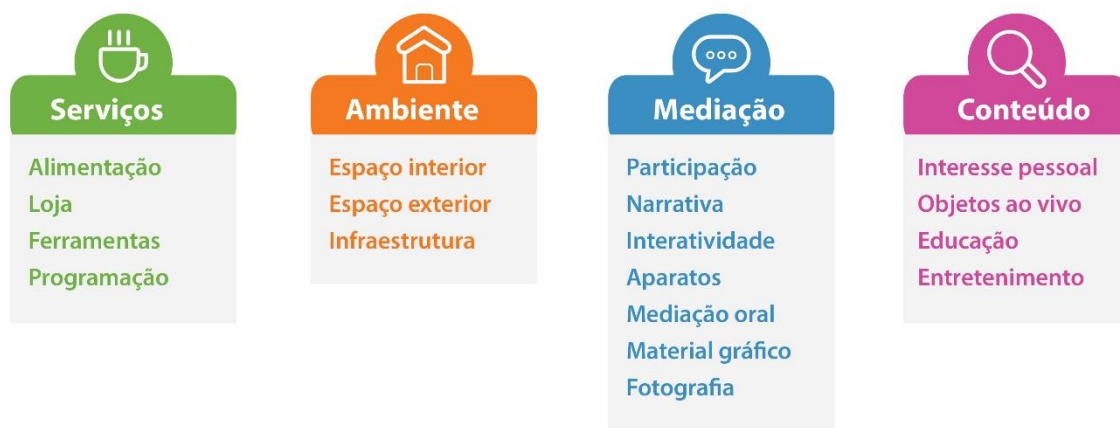 Serviços
Alimentação
Loja
Ferramentas
Programação
Ambiente
Espaço interior
Espaço exterior
Infraestrutura
Mediação
Participação
Narrativa
Interatividade
Aparatos
Mediação oral
Material gráfico
Fotografia
Conteúdo
Interesse pessoal
Objetos ao vivo
Educação
Entretenimento